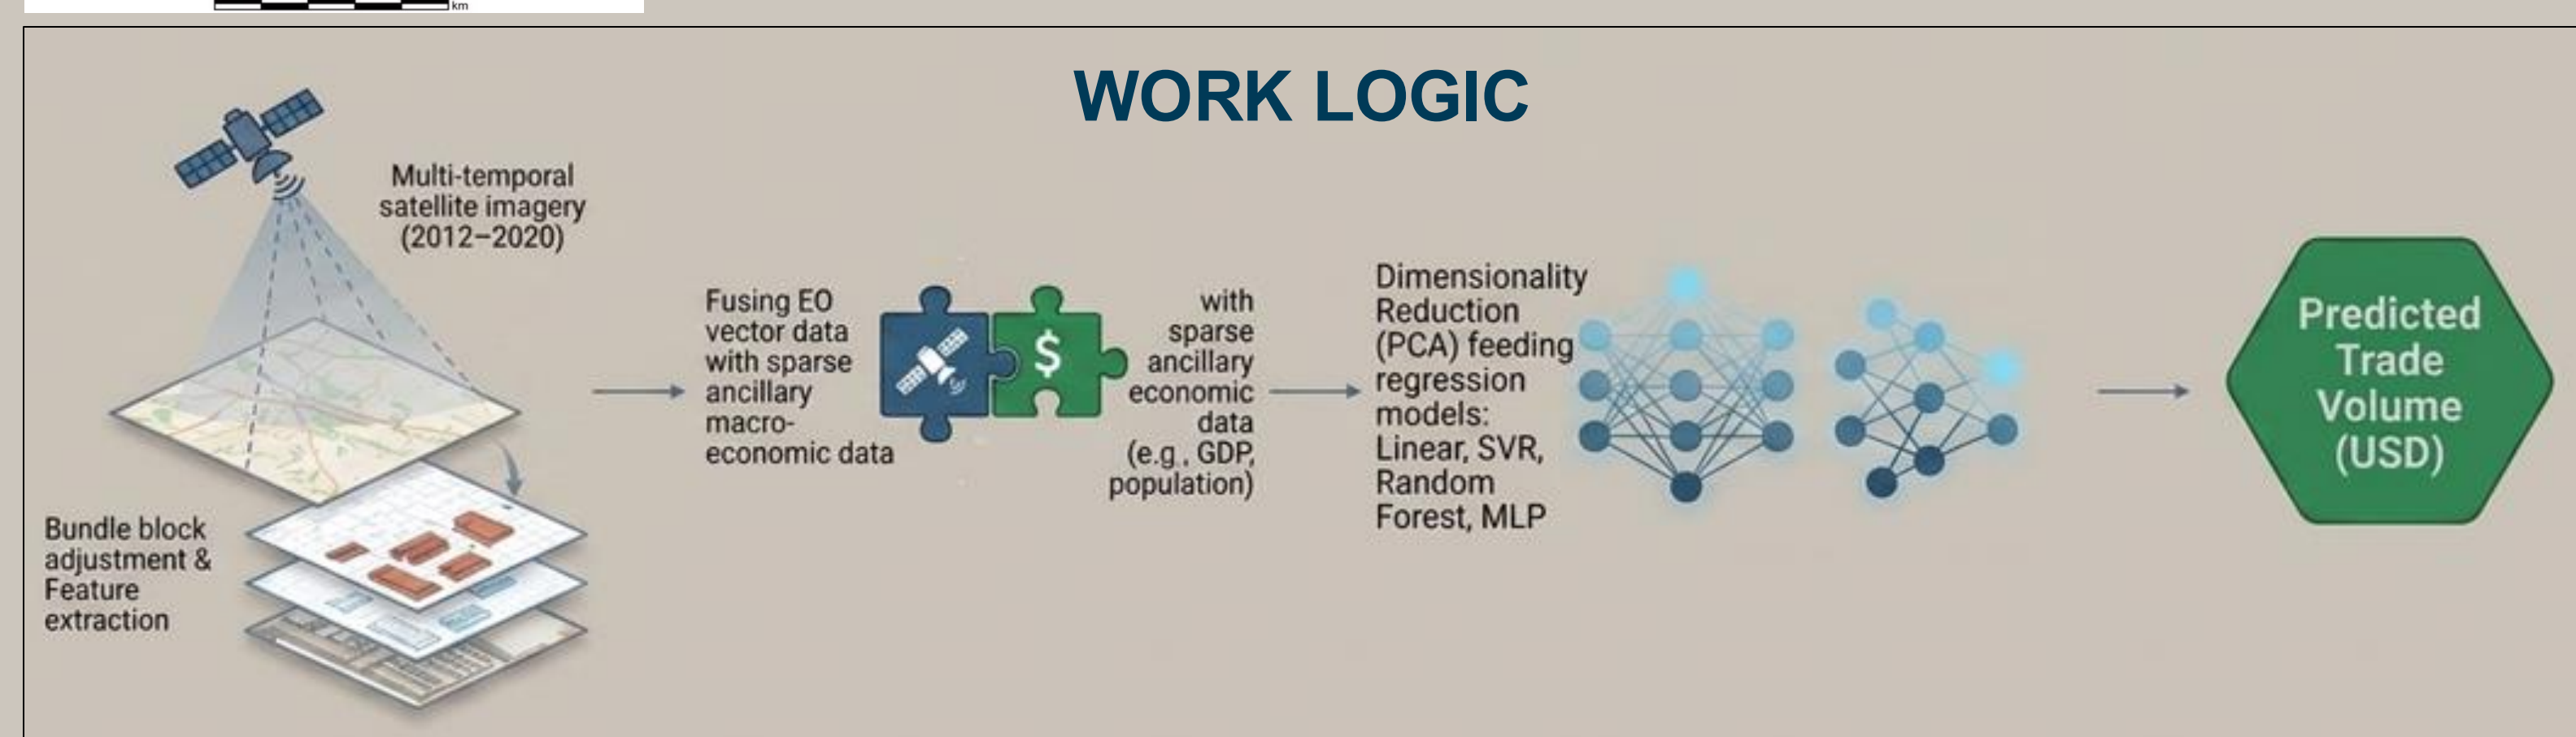 km
WORK LOGIC
Multi-temporal
satellite imagery
(2012–2020)
Bundle block
adjustment &
Feature
extraction
Fusing EO
vector data
with sparse
ancillary
macro-
economic data
$
with
sparse
ancillary
economic
data
(e.g., GDP,
population)
Dimensionality
Reduction
(PCA) feeding
regression
models:
Linear, SVR,
Random
Forest, MLP
Predicted
Trade
Volume
(USD)